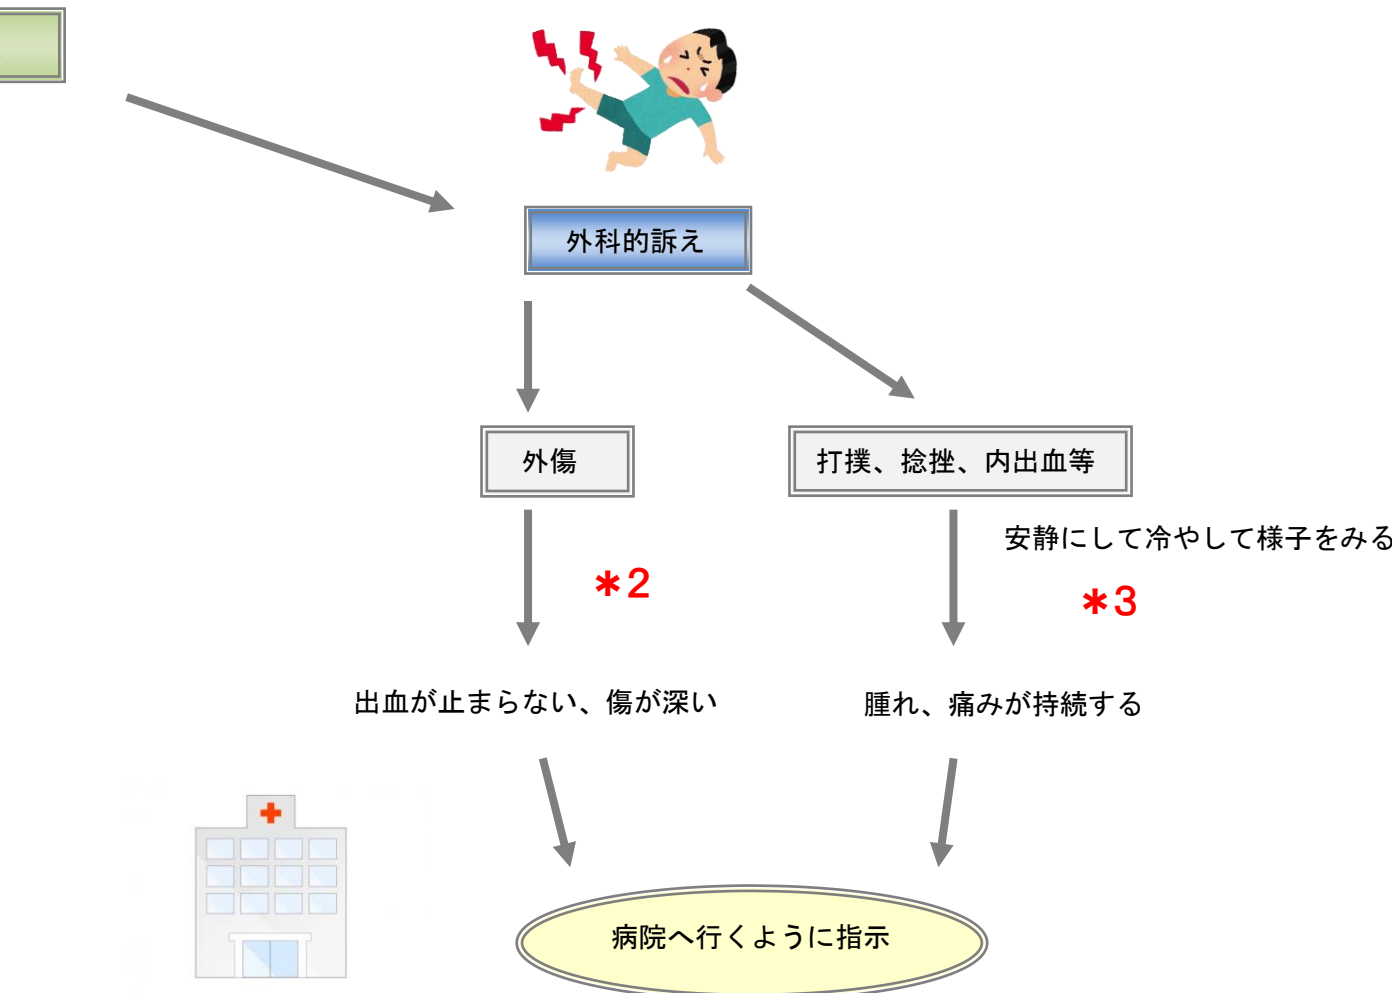 外科的訴え
外傷
打撲、捻挫、内出血等
安静にして冷やして様子をみる
*2
*3
出血が止まらない、傷が深い
腫れ、痛みが持続する
病院へ行くように指示